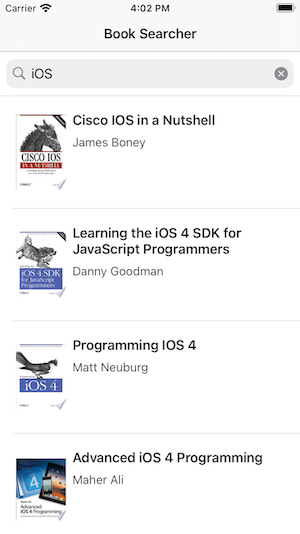 Carrier 4:02 PM
Book Searcher
iOS
Cisco IOS in a Nutshell
James Boney
CISCO IOS
IN A NUTSHELL
O'REILLY
Learning the iOS 4 SDK for
JavaScript Programmers
Danny Goodman
iOS 4 SDK
for JavaScript
Programmers
Programming IOS 4
Matt Neuburg
iOS 4
O'REILLY
Advanced iOS 4 Programming
Maher Ali
Advanced
iOS 4 Programming